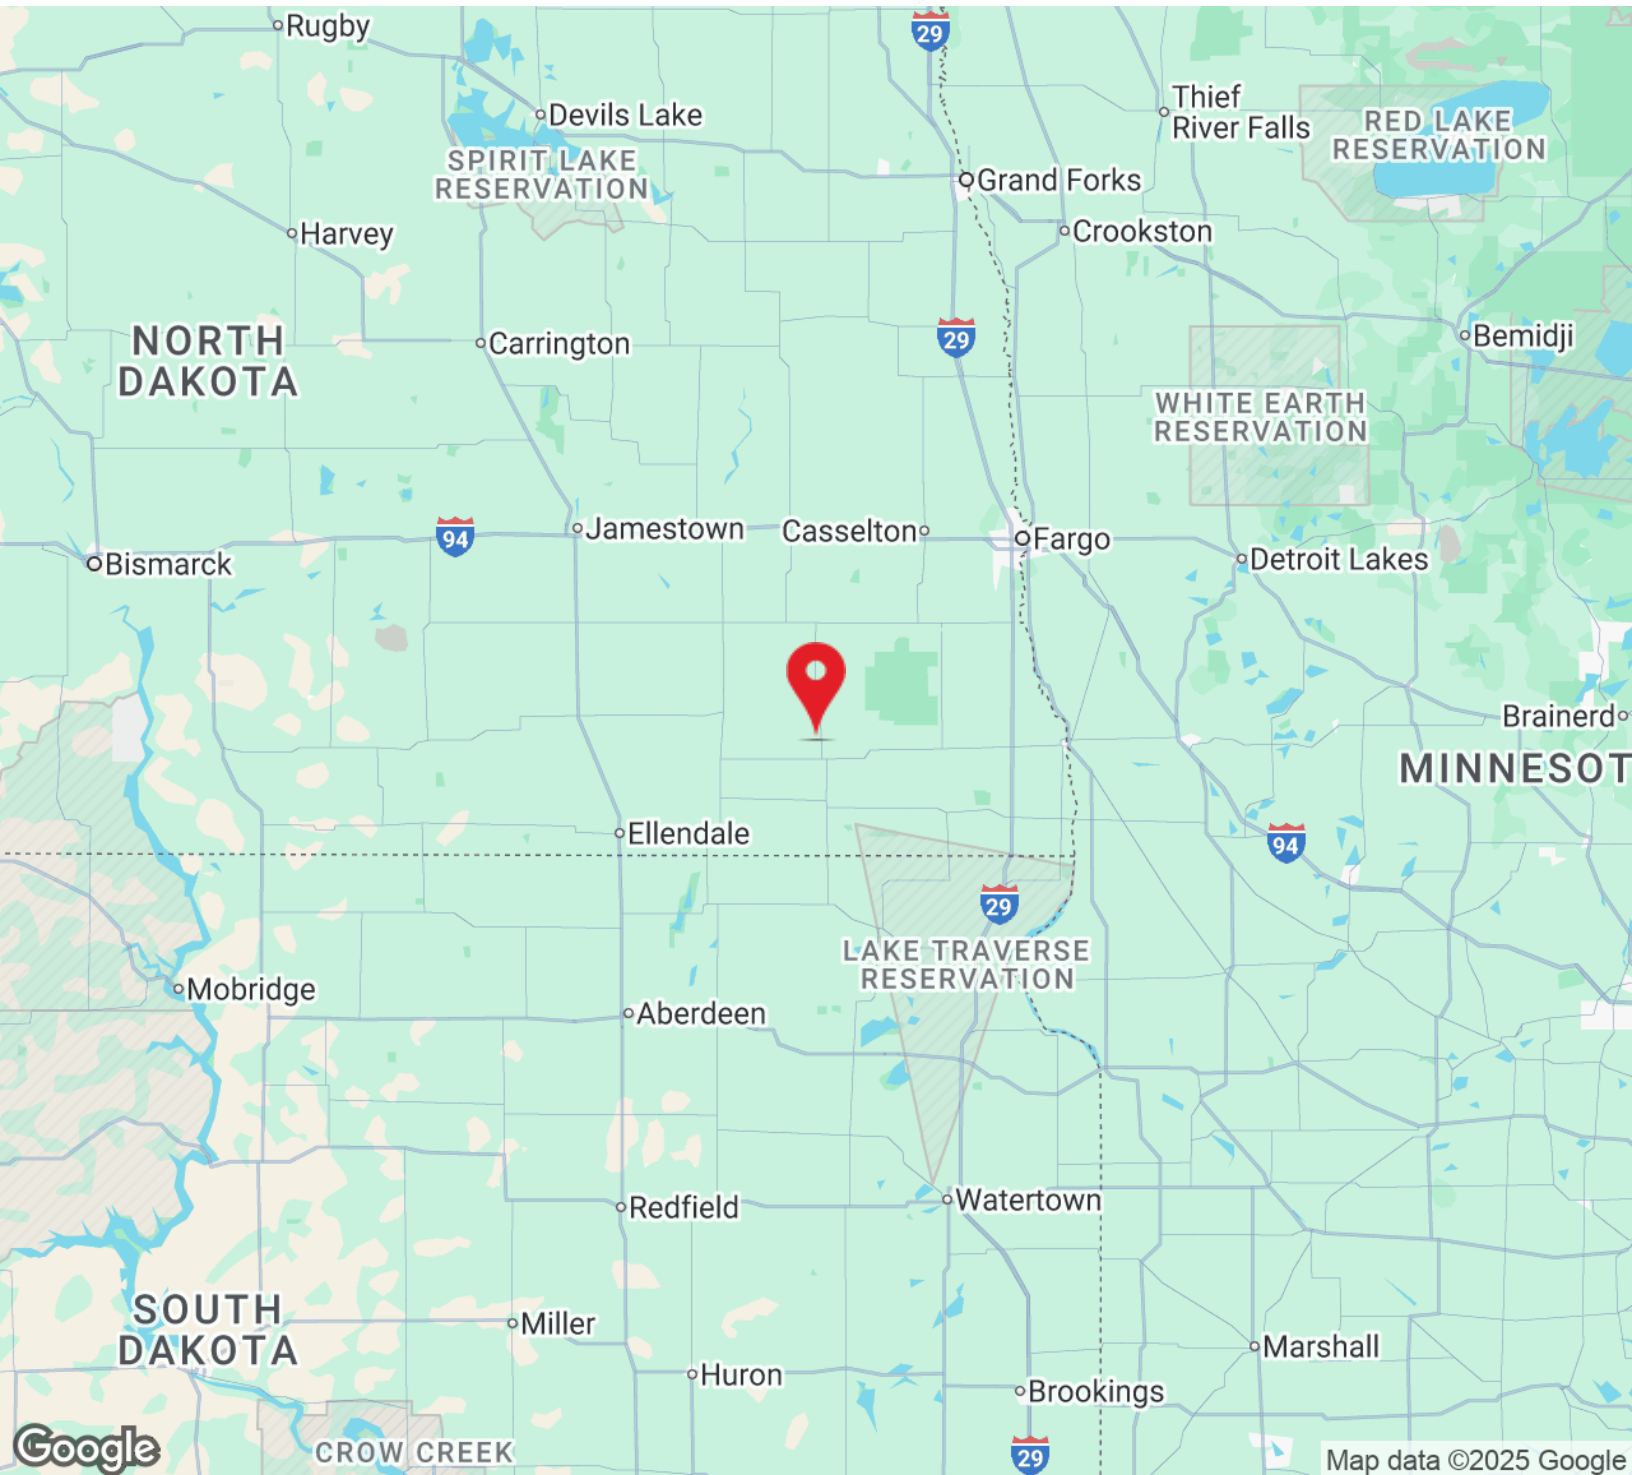 Rugby
29
Devils Lake
Thief
River Falls
RED LAKE
RESERVATION
SPIRIT LAKE
RESERVATION
Grand Forks
Harvey
Crookston
NORTH
DAKOTA
Carrington
29
Bemidji
WHITE EARTH
RESERVATION
94
Jamestown
Casselton
Fargo
Bismarck
Detroit Lakes
Brainerd
MINNESOT
Ellendale
94
29
LAKE TRAVERSE
RESERVATION
Mobridge
Aberdeen
Redfield
Watertown
SOUTH
DAKOTA
Miller
Marshall
Huron
Brookings
Google
CROW CREEK
29
Map data ©2025 Google